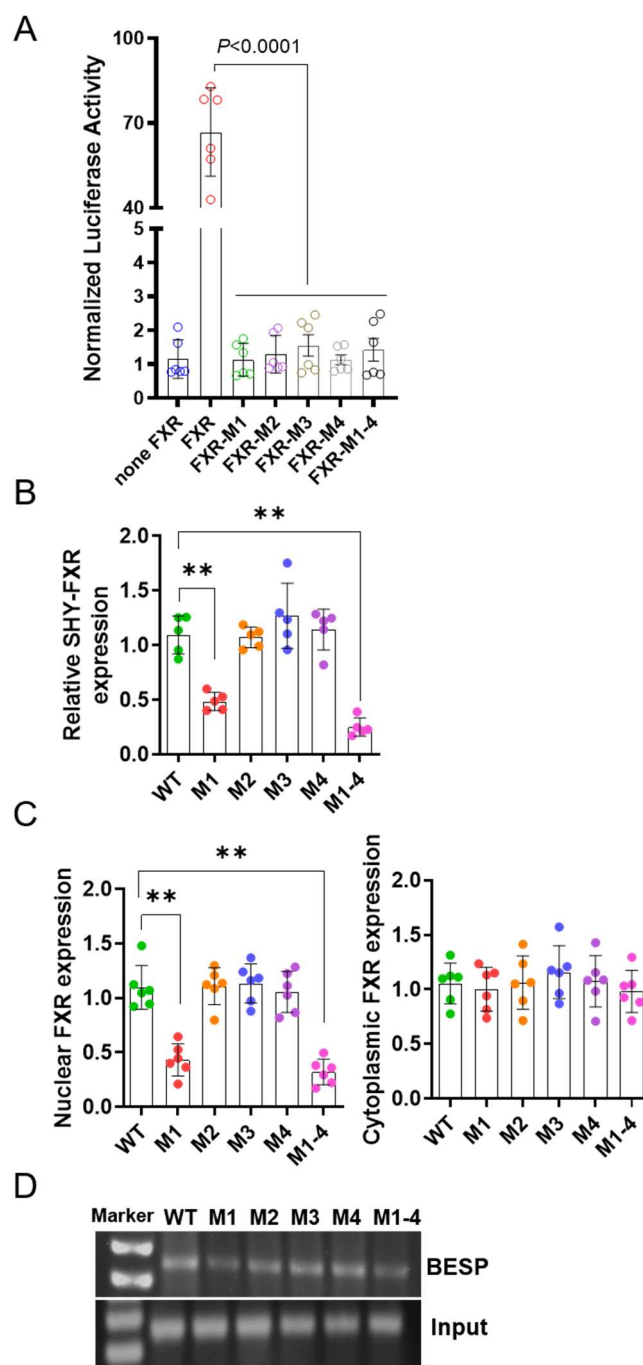 A
Normalized Luciferase Activity
100
70
40
5
4
3
2
1
0
P<0.0001
none FXR
FXR
FXR-M1
FXR-M2
FXR-M3
FXR-M4
FXR-M1-4
B
Relative SHY-FXR
expression
2.0
1.5
1.0
0.5
0.0
**
**
WT
M1
M2
M3
M4
M1-4
C
Nuclear FXR expression
2.0
1.5
1.0
0.5
0.0
**
**
WT
M1
M2
M3
M4
M1-4
Cytoplasmic FXR expression
2.0
1.5
1.0
0.5
0.0
WT
M1
M2
M3
M4
M1-4
D
Marker WT M1 M2 M3 M4 M1-4
BESP
Input